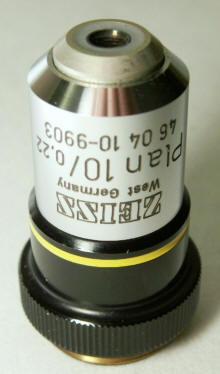 ZEISS
West Germany
Plan 10/0.22
46 04 10-9903